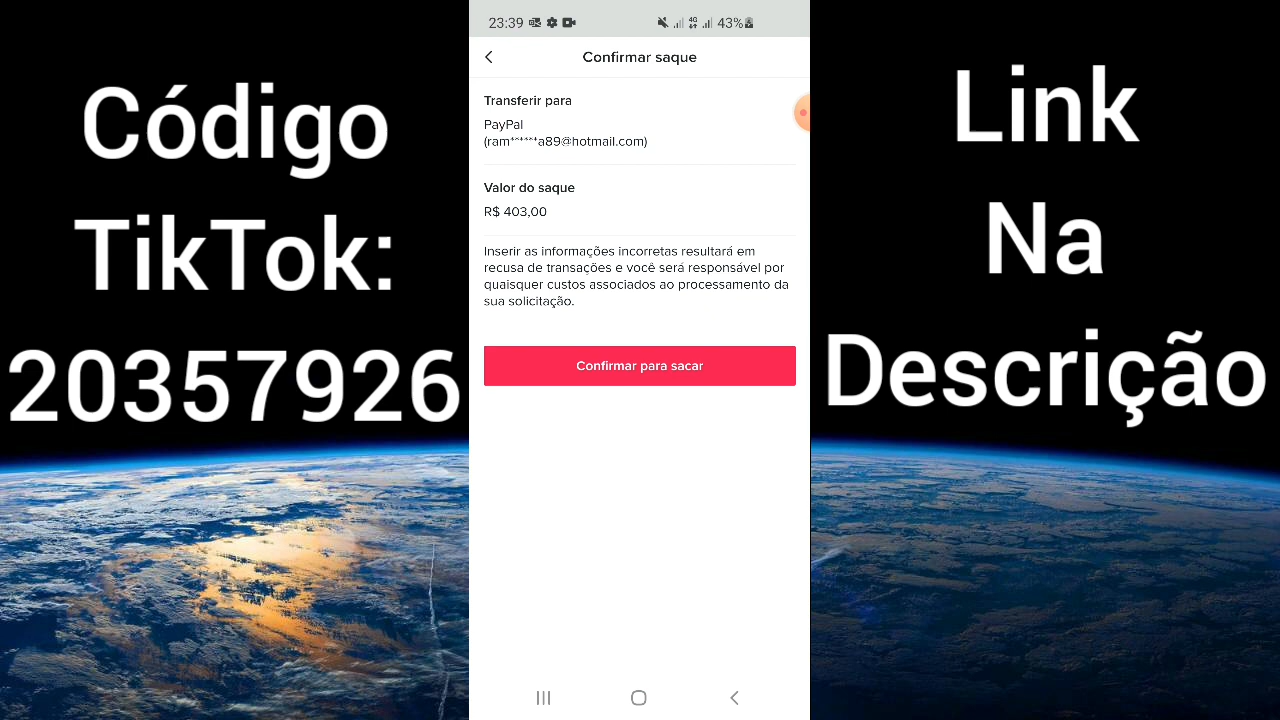 Código
TikTok:
20357926
23:39
4G
43%
Confirmar saque
Transferir para
PayPal
(ram******a89@hotmail.com)
Valor do saque
R$ 403,00
Inserir as informações incorretas resultará em
recusa de transações e você será responsável por
quaisquer custos associados ao processamento da
sua solicitação.
Confirmar para sacar
Link
Na
Descrição